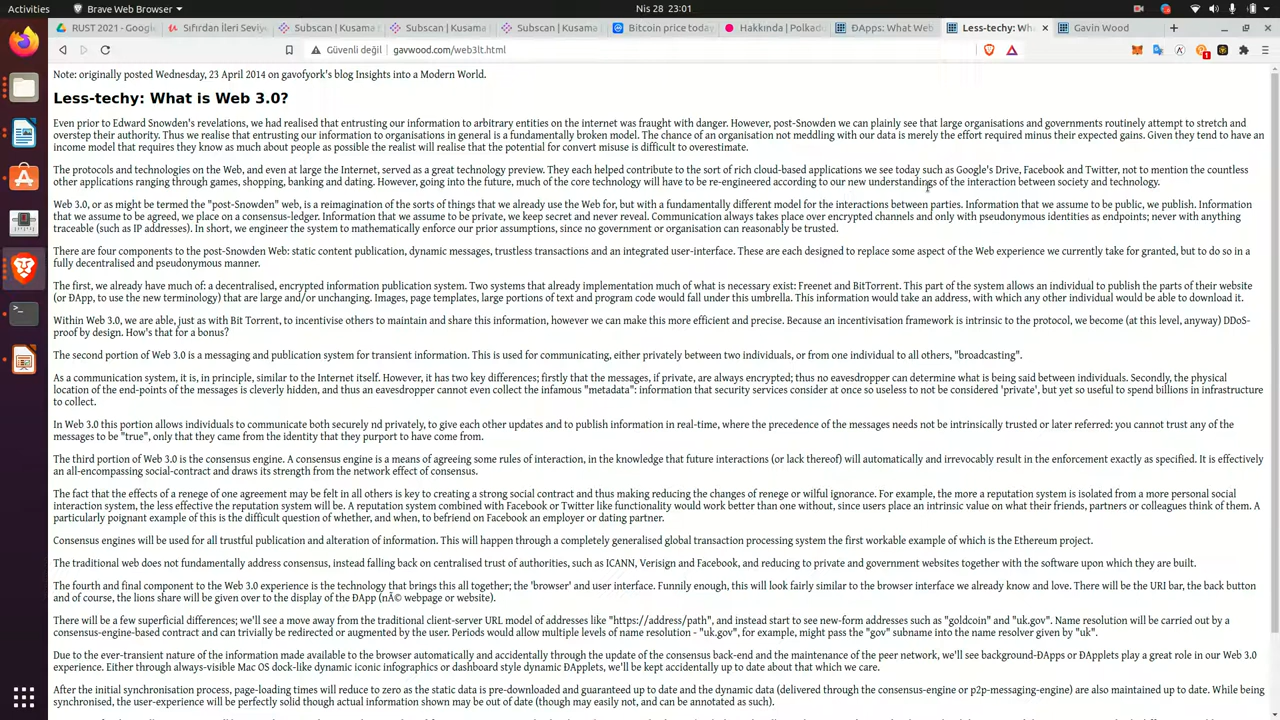 Activities
Brave Web Browser
Nis 28 23:01
RUST 2021 - Google
Sıfırdan İleri Seviye
Subscan | Kusama
Subscan | Kusama
Subscan | Kusama
Bitcoin price today
Hakkında | Polkado
ĐApps: What Web
Less-techy: What
Gavin Wood
Güvenli değil
gavwood.com/web3lt.html
Note: originally posted Wednesday, 23 April 2014 on gavofyork's blog Insights into a Modern World.
Less-techy: What is Web 3.0?
Even prior to Edward Snowden's revelations, we had realised that entrusting our information to arbitrary entities on the internet was fraught with danger. However, post-Snowden we can plainly see that large organisations and governments routinely attempt to stretch and
overstep their authority. Thus we realise that entrusting our information to organisations in general is a fundamentally broken model. The chance of an organisation not meddling with our data is merely the effort required minus their expected gains. Given they tend to have an
income model that requires they know as much about people as possible the realist will realise that the potential for convert misuse is difficult to overestimate.
The protocols and technologies on the Web, and even at large the Internet, served as a great technology preview. They each helped contribute to the sort of rich cloud-based applications we see today such as Google's Drive, Facebook and Twitter, not to mention the countless
other applications ranging through games, shopping, banking and dating. However, going into the future, much of the core technology will have to be re-engineered according to our new understandings of the interaction between society and technology.
Web 3.0, or as might be termed the "post-Snowden" web, is a reimagination of the sorts of things that we already use the Web for, but with a fundamentally different model for the interactions between parties. Information that we assume to be public, we publish. Information
that we assume to be agreed, we place on a consensus-ledger. Information that we assume to be private, we keep secret and never reveal. Communication always takes place over encrypted channels and only with pseudonymous identities as endpoints; never with anything
traceable (such as IP addresses). In short, we engineer the system to mathematically enforce our prior assumptions, since no government or organisation can reasonably be trusted.
There are four components to the post-Snowden Web: static content publication, dynamic messages, trustless transactions and an integrated user-interface. These are each designed to replace some aspect of the Web experience we currently take for granted, but to do so in a
fully decentralised and pseudonymous manner.
The first, we already have much of: a decentralised, encrypted information publication system. Two systems that already implementation much of what is necessary exist: Freenet and BitTorrent. This part of the system allows an individual to publish the parts of their website
(or ĐApp, to use the new terminology) that are large and/or unchanging. Images, page templates, large portions of text and program code would fall under this umbrella. This information would take an address, with which any other individual would be able to download it.
Within Web 3.0, we are able, just as with Bit Torrent, to incentivise others to maintain and share this information, however we can make this more efficient and precise. Because an incentivisation framework is intrinsic to the protocol, we become (at this level, anyway) DDoS-
proof by design. How's that for a bonus?
The second portion of Web 3.0 is a messaging and publication system for transient information. This is used for communicating, either privately between two individuals, or from one individual to all others, "broadcasting".
As a communication system, it is, in principle, similar to the Internet itself. However, it has two key differences; firstly that the messages, if private, are always encrypted; thus no eavesdropper can determine what is being said between individuals. Secondly, the physical
location of the end-points of the messages is cleverly hidden, and thus an eavesdropper cannot even collect the infamous "metadata": information that security services consider at once so useless to not be considered 'private', but yet so useful to spend billions in infrastructure
to collect.
In Web 3.0 this portion allows individuals to communicate both securely nd privately, to give each other updates and to publish information in real-time, where the precedence of the messages needs not be intrinsically trusted or later referred: you cannot trust any of the
messages to be "true", only that they came from the identity that they purport to have come from.
The third portion of Web 3.0 is the consensus engine. A consensus engine is a means of agreeing some rules of interaction, in the knowledge that future interactions (or lack thereof) will automatically and irrevocably result in the enforcement exactly as specified. It is effectively
an all-encompassing social-contract and draws its strength from the network effect of consensus.
The fact that the effects of a renege of one agreement may be felt in all others is key to creating a strong social contract and thus making reducing the changes of renege or wilful ignorance. For example, the more a reputation system is isolated from a more personal social
interaction system, the less effective the reputation system will be. A reputation system combined with Facebook or Twitter like functionality would work better than one without, since users place an intrinsic value on what their friends, partners or colleagues think of them. A
particularly poignant example of this is the difficult question of whether, and when, to befriend on Facebook an employer or dating partner.
Consensus engines will be used for all trustful publication and alteration of information. This will happen through a completely generalised global transaction processing system the first workable example of which is the Ethereum project.
The traditional web does not fundamentally address consensus, instead falling back on centralised trust of authorities, such as ICANN, Verisign and Facebook, and reducing to private and government websites together with the software upon which they are built.
The fourth and final component to the Web 3.0 experience is the technology that brings this all together; the 'browser' and user interface. Funnily enough, this will look fairly similar to the browser interface we already know and love. There will be the URI bar, the back button
and of course, the lions share will be given over to the display of the ĐApp (nÃ© webpage or website).
There will be a few superficial differences; we'll see a move away from the traditional client-server URL model of addresses like "https://address/path", and instead start to see new-form addresses such as "goldcoin" and "uk.gov". Name resolution will be carried out by a
consensus-engine-based contract and can trivially be redirected or augmented by the user. Periods would allow multiple levels of name resolution - "uk.gov", for example, might pass the "gov" subname into the name resolver given by "uk".
Due to the ever-transient nature of the information made available to the browser automatically and accidentally through the update of the consensus back-end and the maintenance of the peer network, we'll see background-ĐApps or ĐApplets play a great role in our Web 3.0
experience. Either through always-visible Mac OS dock-like dynamic iconic infographics or dashboard style dynamic ĐApplets, we'll be kept accidentally up to date about that which we care.
After the initial synchronisation process, page-loading times will reduce to zero as the static data is pre-downloaded and guaranteed up to date and the dynamic data (delivered through the consensus-engine or p2p-messaging-engine) are also maintained up to date. While being
synchronised, the user-experience will be perfectly solid though actual information shown may be out of date (though may easily not, and can be annotated as such).